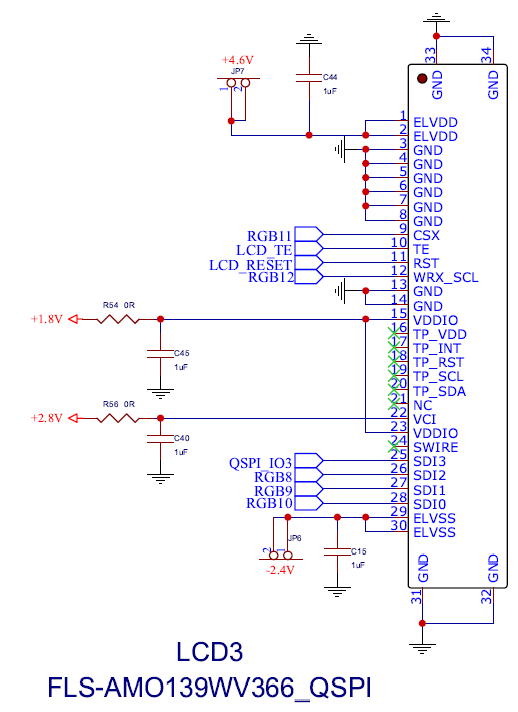 33
34
GND
GND
+4.6V
JP7
1
2
C44
1uF
1 ELVDD
2 ELVDD
3 GND
4 GND
5 GND
6 GND
7 GND
8 GND
RGB11 9 CSX
LCD_TE 10 TE
LCD_RESET 11 RST
RGB12 12 WRX_SCL
13 GND
14 GND
R54 0R
+1.8V 15 VDDIO
16 TP_VDD
17 TP_INT
C45
1uF
18 TP_RST
19 TP_SCL
20 TP_SDA
21 NC
R56 0R
+2.8V 22 VCI
23 VDDIO
C40
1uF
24 SWIRE
QSPI_IO3 25 SDI3
RGB8 26 SDI2
RGB9 27 SDI1
RGB10 28 SDI0
29 ELVSS
30 ELVSS
JP6
2
1
-2.4V
C15
1uF
GND
GND
31
32
LCD3
FLS-AMO139WV366_QSPI